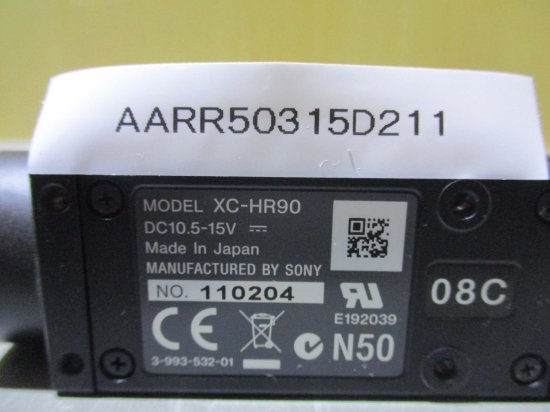 AARR50315D211
MODEL XC-HR90
DC10.5-15V ⎓
Made In Japan
MANUFACTURED BY SONY
NO. 110204
E192039
08C
CE
N50
3-993-532-01